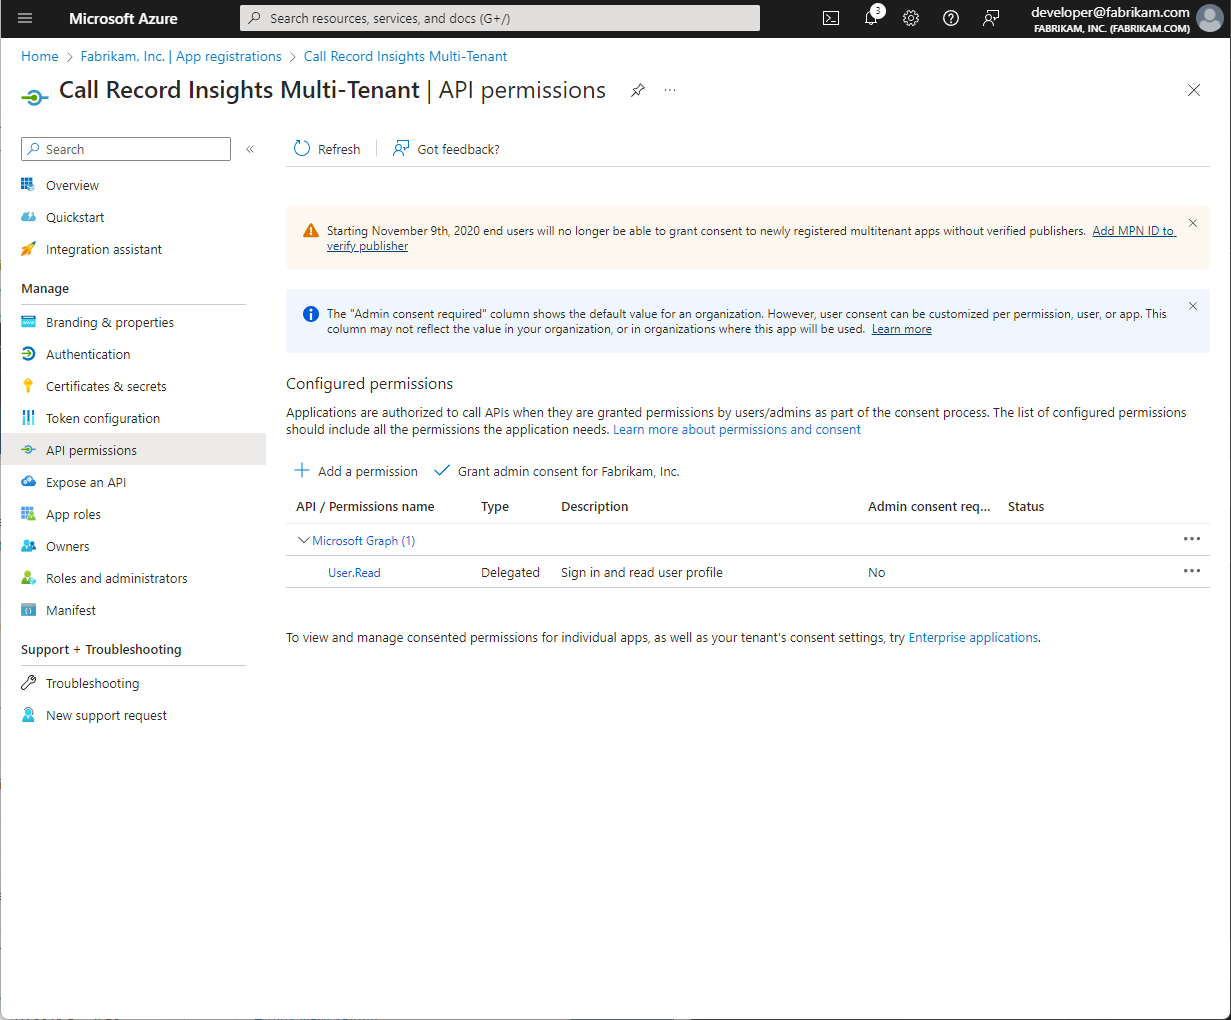 Microsoft Azure
Search resources, services, and docs (G+/)
3
developer@fabrikam.com
FABRIKAM, INC. (FABRIKAM.COM)
Home > Fabrikam, Inc. | App registrations > Call Record Insights Multi-Tenant
Call Record Insights Multi-Tenant | API permissions
Search
Overview
Quickstart
Integration assistant
Manage
Branding & properties
Authentication
Certificates & secrets
Token configuration
API permissions
Expose an API
App roles
Owners
Roles and administrators
Manifest
Support + Troubleshooting
Troubleshooting
New support request
Refresh
Got feedback?
Starting November 9th, 2020 end users will no longer be able to grant consent to newly registered multitenant apps without verified publishers. Add MPN ID to
verify publisher
The "Admin consent required" column shows the default value for an organization. However, user consent can be customized per permission, user, or app. This
column may not reflect the value in your organization, or in organizations where this app will be used. Learn more
Configured permissions
Applications are authorized to call APIs when they are granted permissions by users/admins as part of the consent process. The list of configured permissions
should include all the permissions the application needs. Learn more about permissions and consent
Add a permission
Grant admin consent for Fabrikam, Inc.
API / Permissions name Type Description Admin consent req... Status
Microsoft Graph (1)
User.Read Delegated Sign in and read user profile No
To view and manage consented permissions for individual apps, as well as your tenant's consent settings, try Enterprise applications.